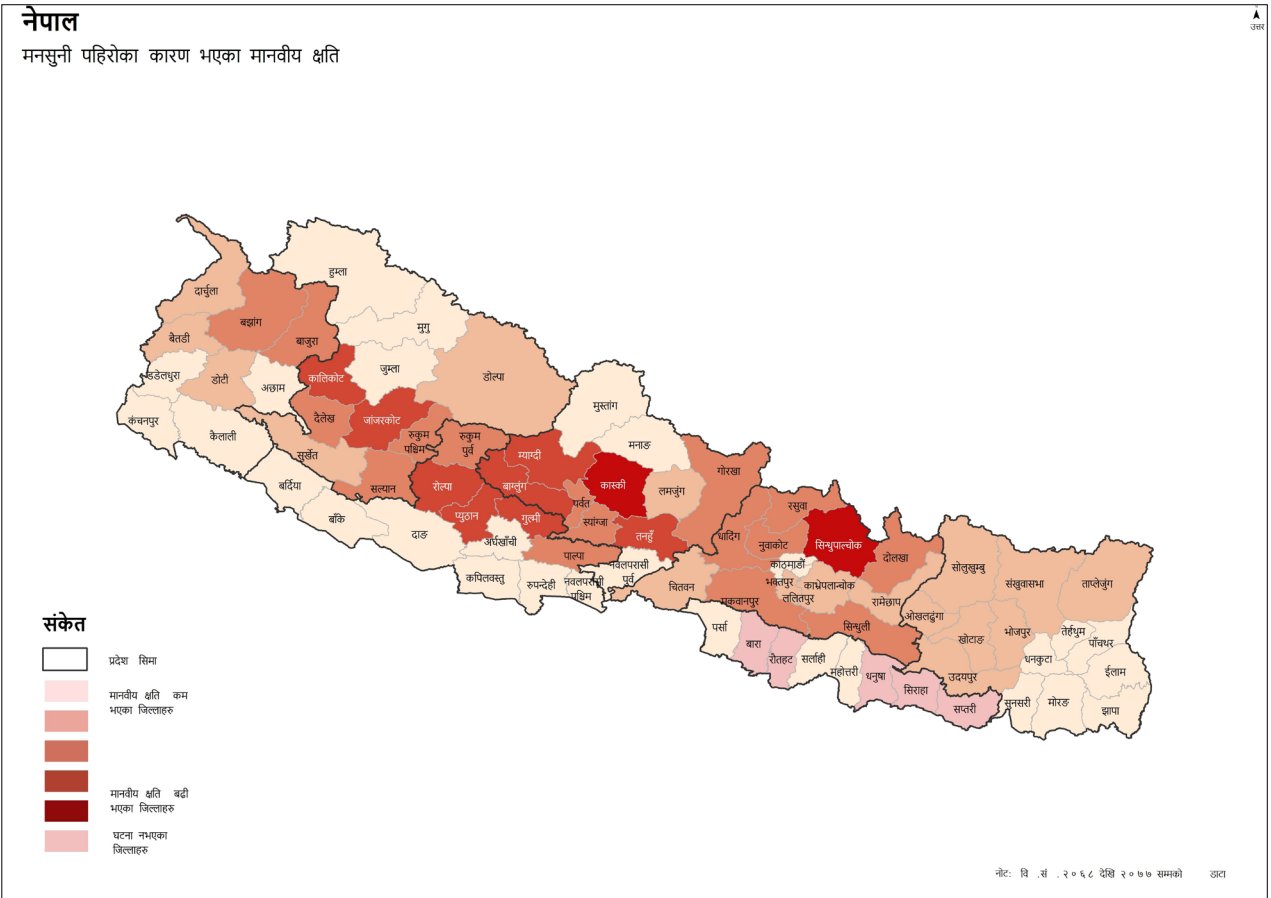 नेपाल
मनसुनी पहिरोका कारण भएका मानवीय क्षति
उत्तर
हुम्ला
दार्चुला
बझांग
मुगु
बैतडी
बाजुरा
जुम्ला
डडेलधुरा
डोटी
अछाम
कालिकोट
डोल्पा
मुस्तांग
कंचनपुर
कैलाली
दैलेख
जांजरकोट
रुकुम
पश्चिम
रुकुम
पुर्व
मनाङ
सुर्खेत
म्याग्दी
गोरखा
बर्दिया
सल्यान
रोल्पा
बाग्लुंग
कास्की
लमजुंग
पर्वत
रसुवा
बाँके
प्युठान
गुल्मी
स्यांग्जा
दाङ
अर्घखाँची
तनहुँ
धादिंग
नुवाकोट
सिन्धुपाल्चोक
पाल्पा
दोलखा
कपिलवस्तु
रुपन्देही
नवलपरासी
पश्चिम
नवलपरासी
पुर्व
काठमाडौं
चितवन
भक्तपुर
काभ्रेपलान्चोक
ललितपुर
मकवानपुर
रामेछाप
सोलुखुम्बु
संखुवासभा
ताप्लेजुंग
ओखलढुंगा
पर्सा
सिन्धुली
खोटाङ
भोजपुर
तेर्हथुम
पाँचथर
बारा
रौतहट
सर्लाही
महोत्तरी
धनुषा
सिराहा
सप्तरी
उदयपुर
धनकुटा
ईलाम
सुनसरी
मोरङ
झापा
संकेत
प्रदेश सिमा
मानवीय क्षति कम
भएका जिल्लाहरु
मानवीय क्षति बढी
भएका जिल्लाहरु
घटना नभएका
जिल्लाहरु
नोट: वि .सं . २०६८ देखि २०७७ सम्मको डाटा